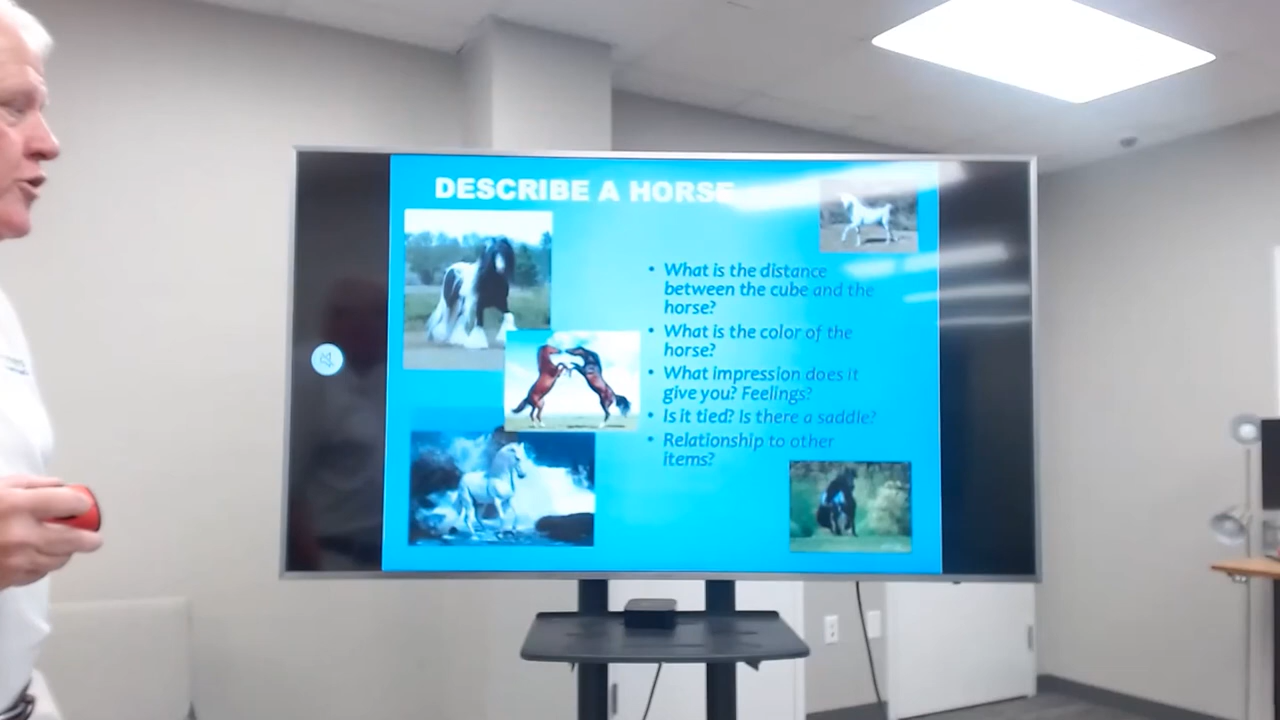 DESCRIBE A HORSE
• What is the distance
between the cube and the
horse?
• What is the color of the
horse?
• What impression does it
give you? Feelings?
• Is it tied? Is there a saddle?
• Relationship to other
items?